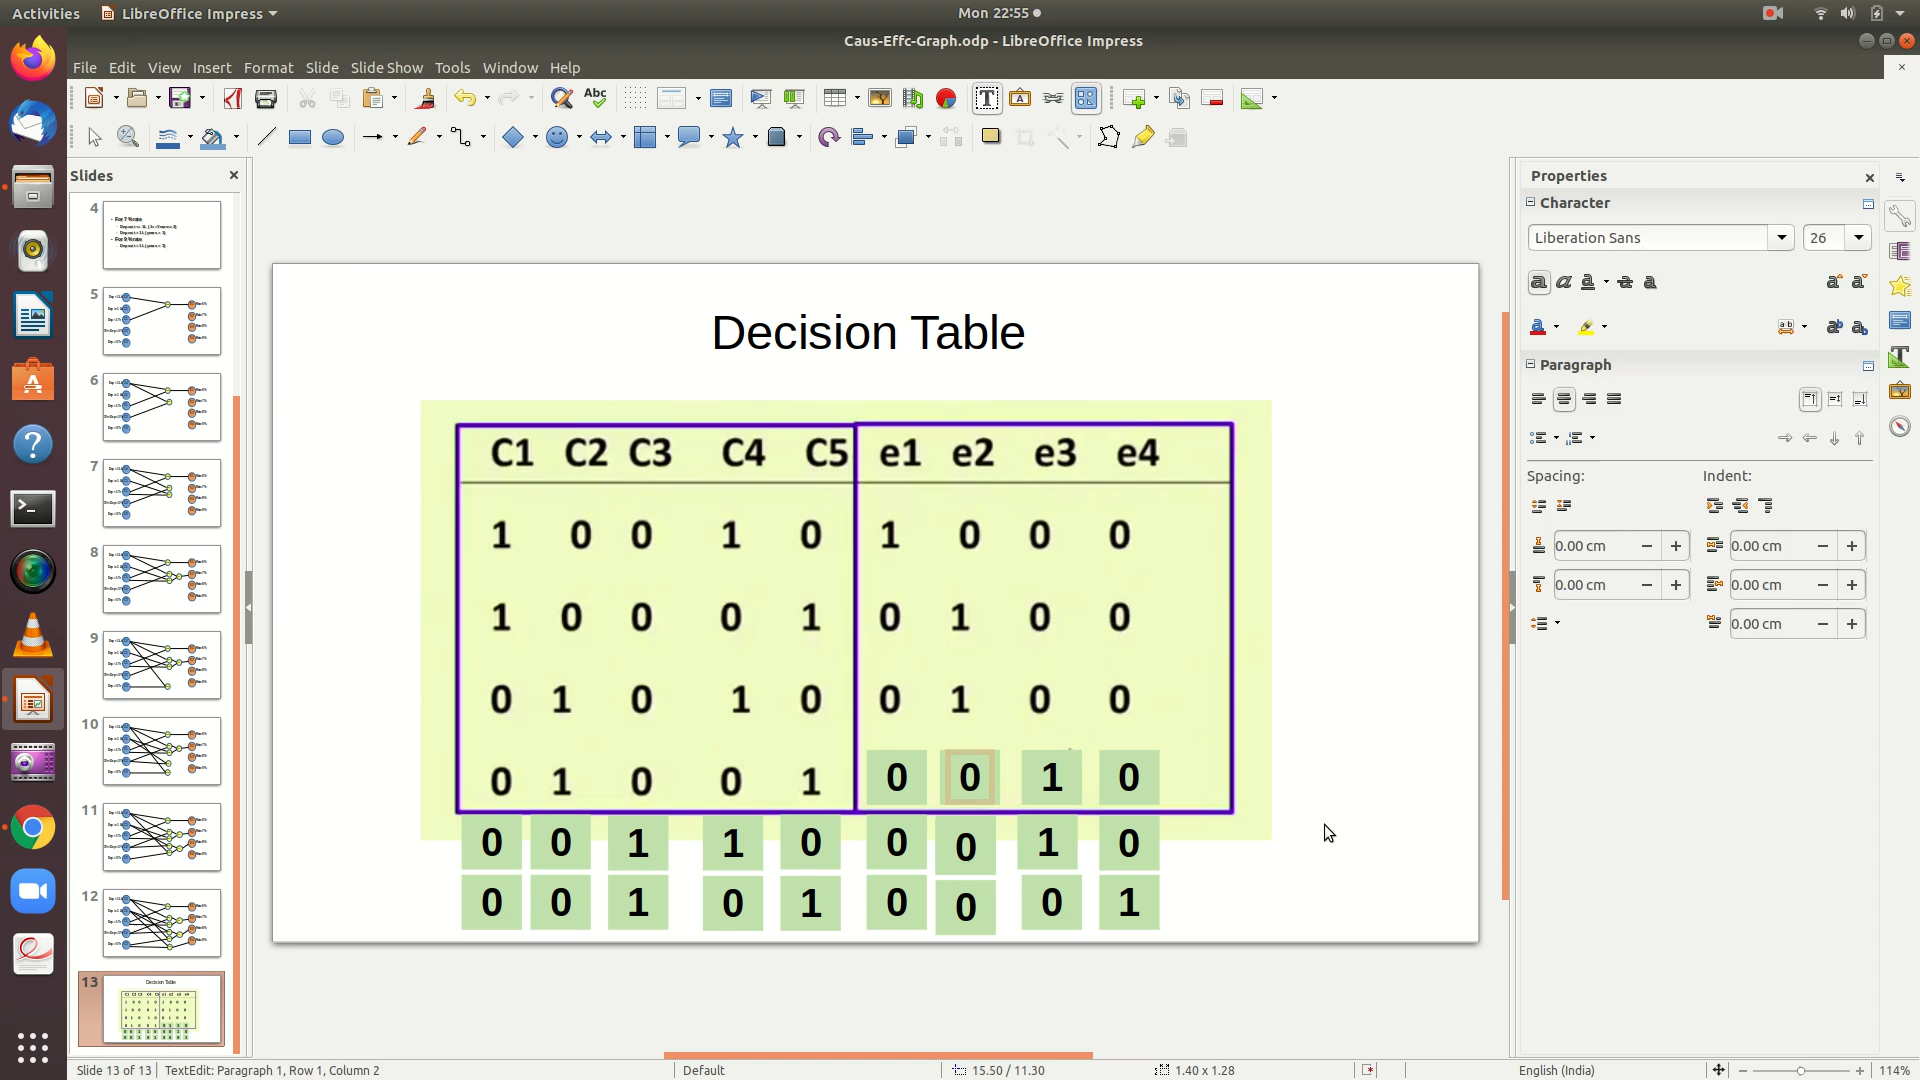 Activities LibreOffice Impress Mon 22:55
Caus-Effc-Graph.odp - LibreOffice Impress
File Edit View Insert Format Slide Slide Show Tools Window Help
Slides
4
For 7 % rate
For 9 % rate
5
6
7
8
9
10
11
12
13
Decision Table
Decision Table
C1 C2 C3 C4 C5 e1 e2 e3 e4
1 0 0 1 0 1 0 0 0
1 0 0 0 1 0 1 0 0
0 1 0 1 0 0 1 0 0
0 1 0 0 1 0 0 1 0
0 0 1 1 0 0 0 1 0
0 0 1 0 1 0 0 0 1
Properties
Character
Liberation Sans 26
Paragraph
Spacing: Indent:
0.00 cm 0.00 cm
0.00 cm 0.00 cm
0.00 cm
Slide 13 of 13 TextEdit: Paragraph 1, Row 1, Column 2 Default 15.50 / 11.30 1.40 x 1.28 English (India) 114%